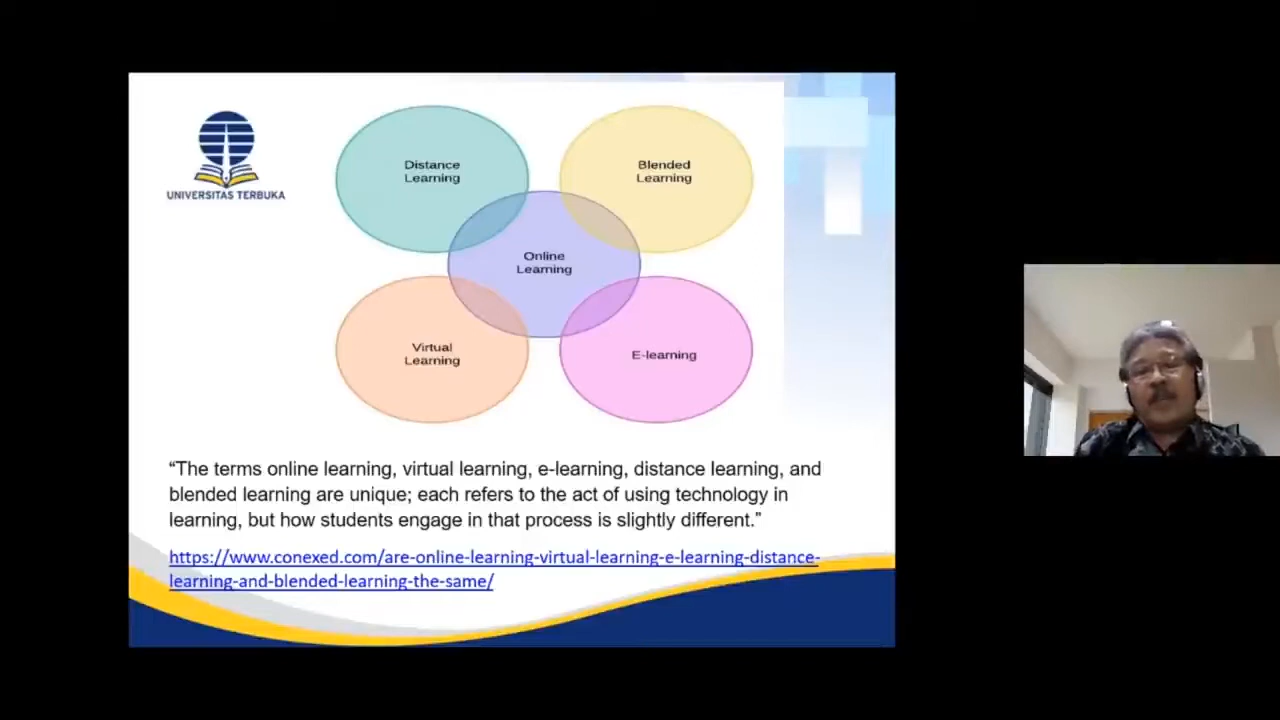 UNIVERSITAS TERBUKA
Distance
Learning
Blended
Learning
Online
Learning
Virtual
Learning
E-learning
“The terms online learning, virtual learning, e-learning, distance learning, and
blended learning are unique; each refers to the act of using technology in
learning, but how students engage in that process is slightly different.”
https://www.conexed.com/are-online-learning-virtual-learning-e-learning-distance-
learning-and-blended-learning-the-same/